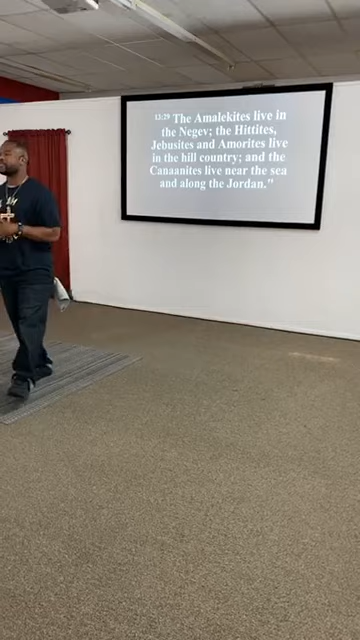 13:29 The Amalekites live in
the Negev; the Hittites,
Jebusites and Amorites live
in the hill country; and the
Canaanites live near the sea
and along the Jordan."